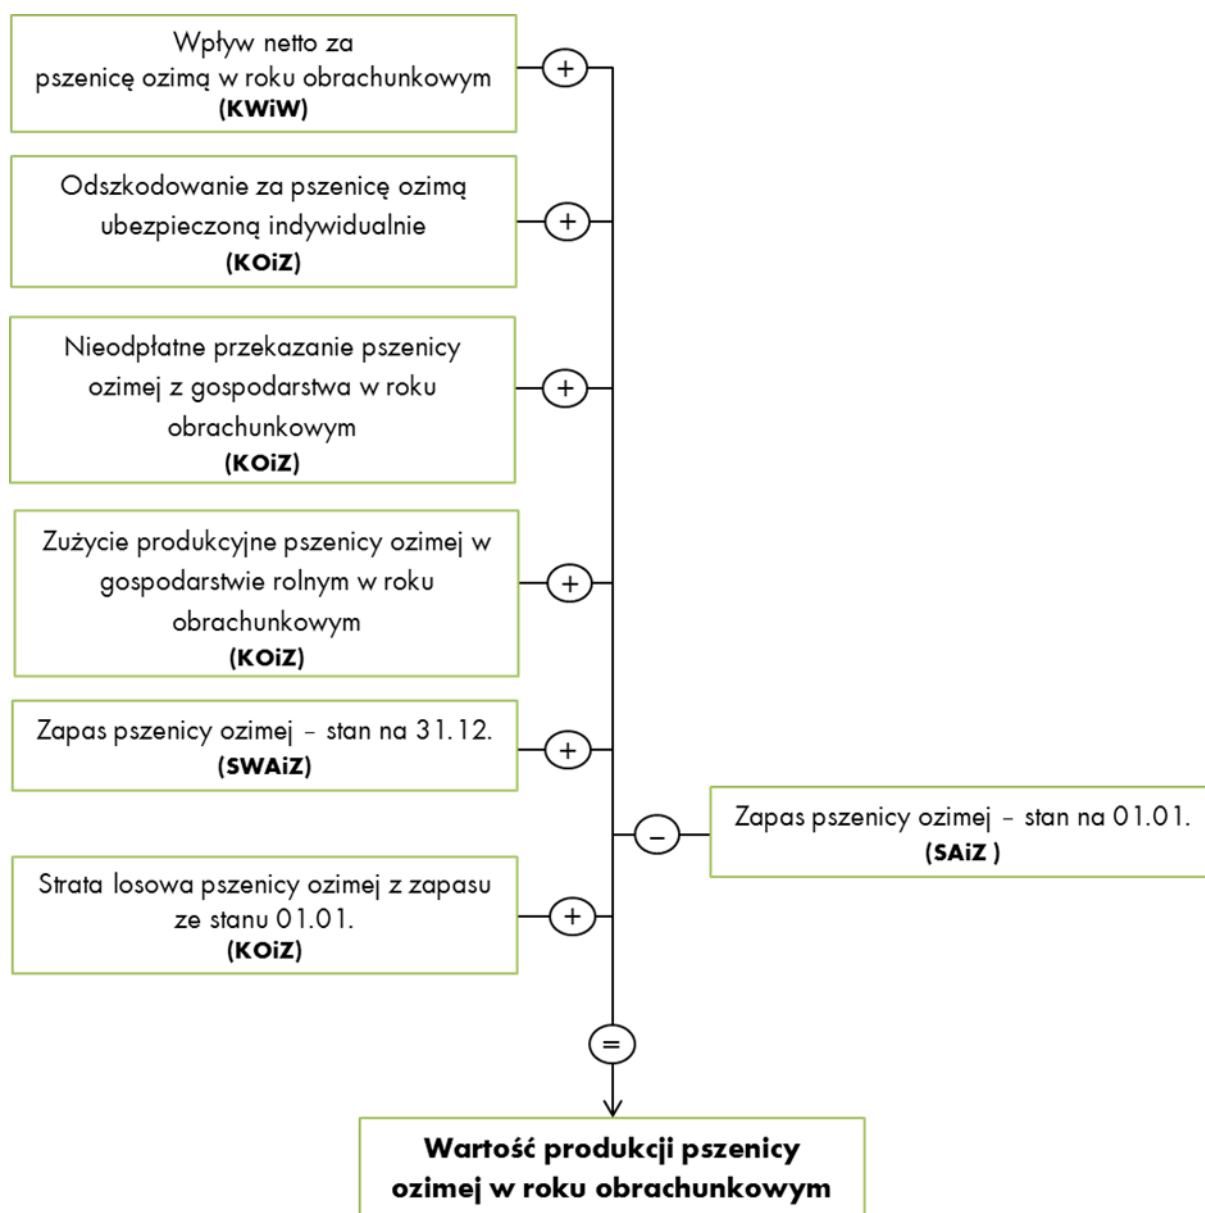 Wpływ netto za
pszenicę ozimą w roku obrachunkowym
(KWiW)
+
Odszkodowanie za pszenicę ozimą
ubezpieczoną indywidualnie
(KOiZ)
+
Nieodpłatne przekazanie pszenicy
ozimej z gospodarstwa w roku
obrachunkowym
(KOiZ)
+
Zużycie produkcyjne pszenicy ozimej w
gospodarstwie rolnym w roku
obrachunkowym
(KOiZ)
+
Zapas pszenicy ozimej – stan na 31.12.
(SWAiZ)
+
Zapas pszenicy ozimej – stan na 01.01.
(SAiZ )
–
Strata losowa pszenicy ozimej z zapasu
ze stanu 01.01.
(KOiZ)
+
=
Wartość produkcji pszenicy
ozimej w roku obrachunkowym